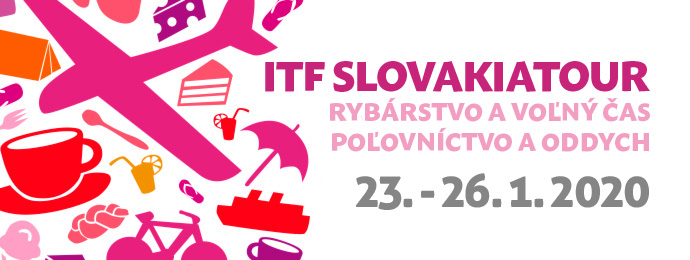 ITF SLOVAKIATOUR
RYBÁRSTVO A VOĽNÝ ČAS
POĽOVNÍCTVO A ODDYCH
23. - 26. 1. 2020